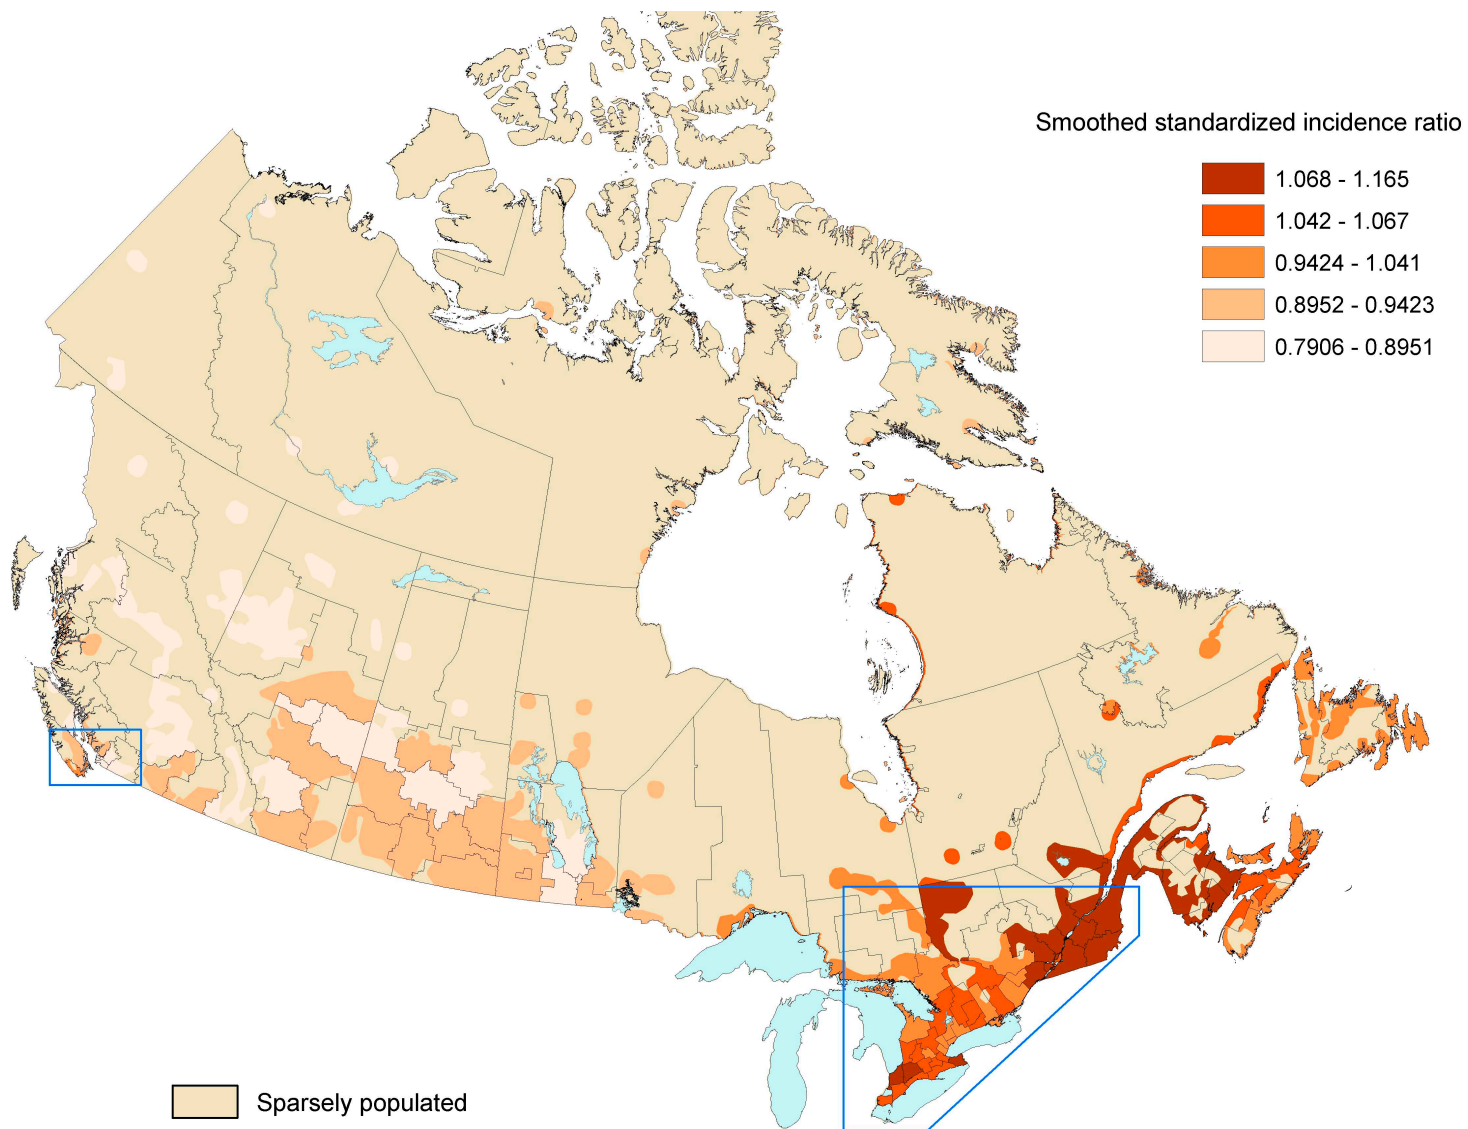 Smoothed standardized incidence ratio
1.068 - 1.165
1.042 - 1.067
0.9424 - 1.041
0.8952 - 0.9423
0.7906 - 0.8951
Sparsely populated